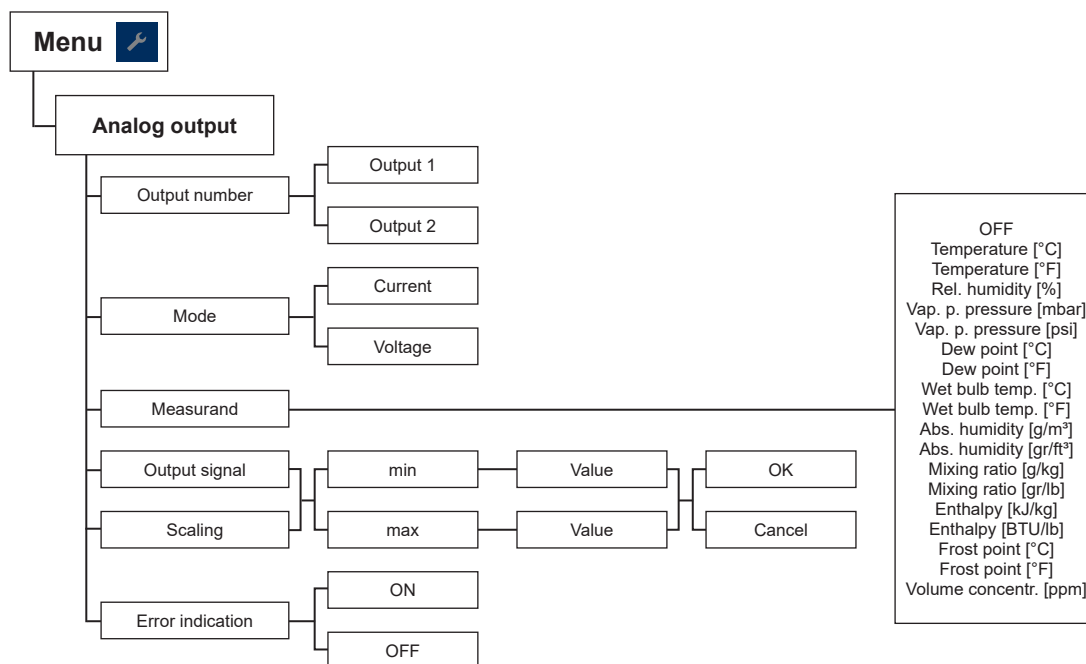 Menu
Analog output
Output number
Output 1
Output 2
Mode
Current
Voltage
Measurand
OFF
Temperature [°C]
Temperature [°F]
Rel. humidity [%]
Vap. p. pressure [mbar]
Vap. p. pressure [psi]
Dew point [°C]
Dew point [°F]
Wet bulb temp. [°C]
Wet bulb temp. [°F]
Abs. humidity [g/m³]
Abs. humidity [gr/ft³]
Mixing ratio [g/kg]
Mixing ratio [gr/lb]
Enthalpy [kJ/kg]
Enthalpy [BTU/lb]
Frost point [°C]
Frost point [°F]
Volume concentr. [ppm]
Output signal
Scaling
min
Value
max
Value
OK
Cancel
Error indication
ON
OFF